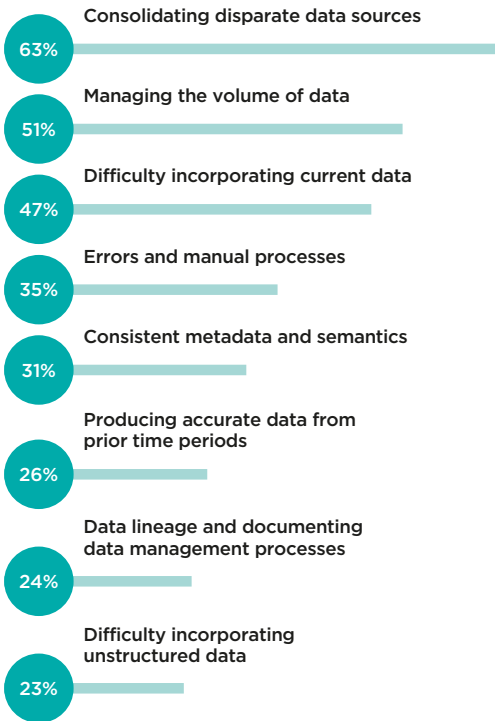 Consolidating disparate data sources
63%
Managing the volume of data
51%
Difficulty incorporating current data
47%
Errors and manual processes
35%
Consistent metadata and semantics
31%
Producing accurate data from
prior time periods
26%
Data lineage and documenting
data management processes
24%
Difficulty incorporating
unstructured data
23%